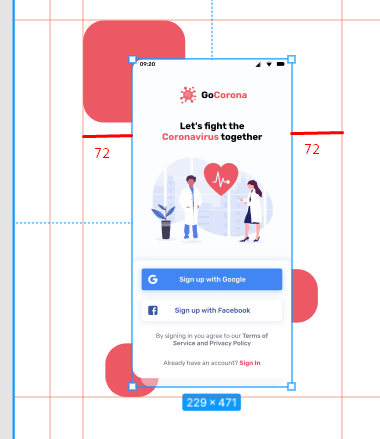 09:20
GoCorona
Let's fight the
Coronavirus together
72
72
Sign up with Google
Sign up with Facebook
By signing in you agree to our Terms of
Service and Privacy Policy
Already have an account? Sign In
229 × 471